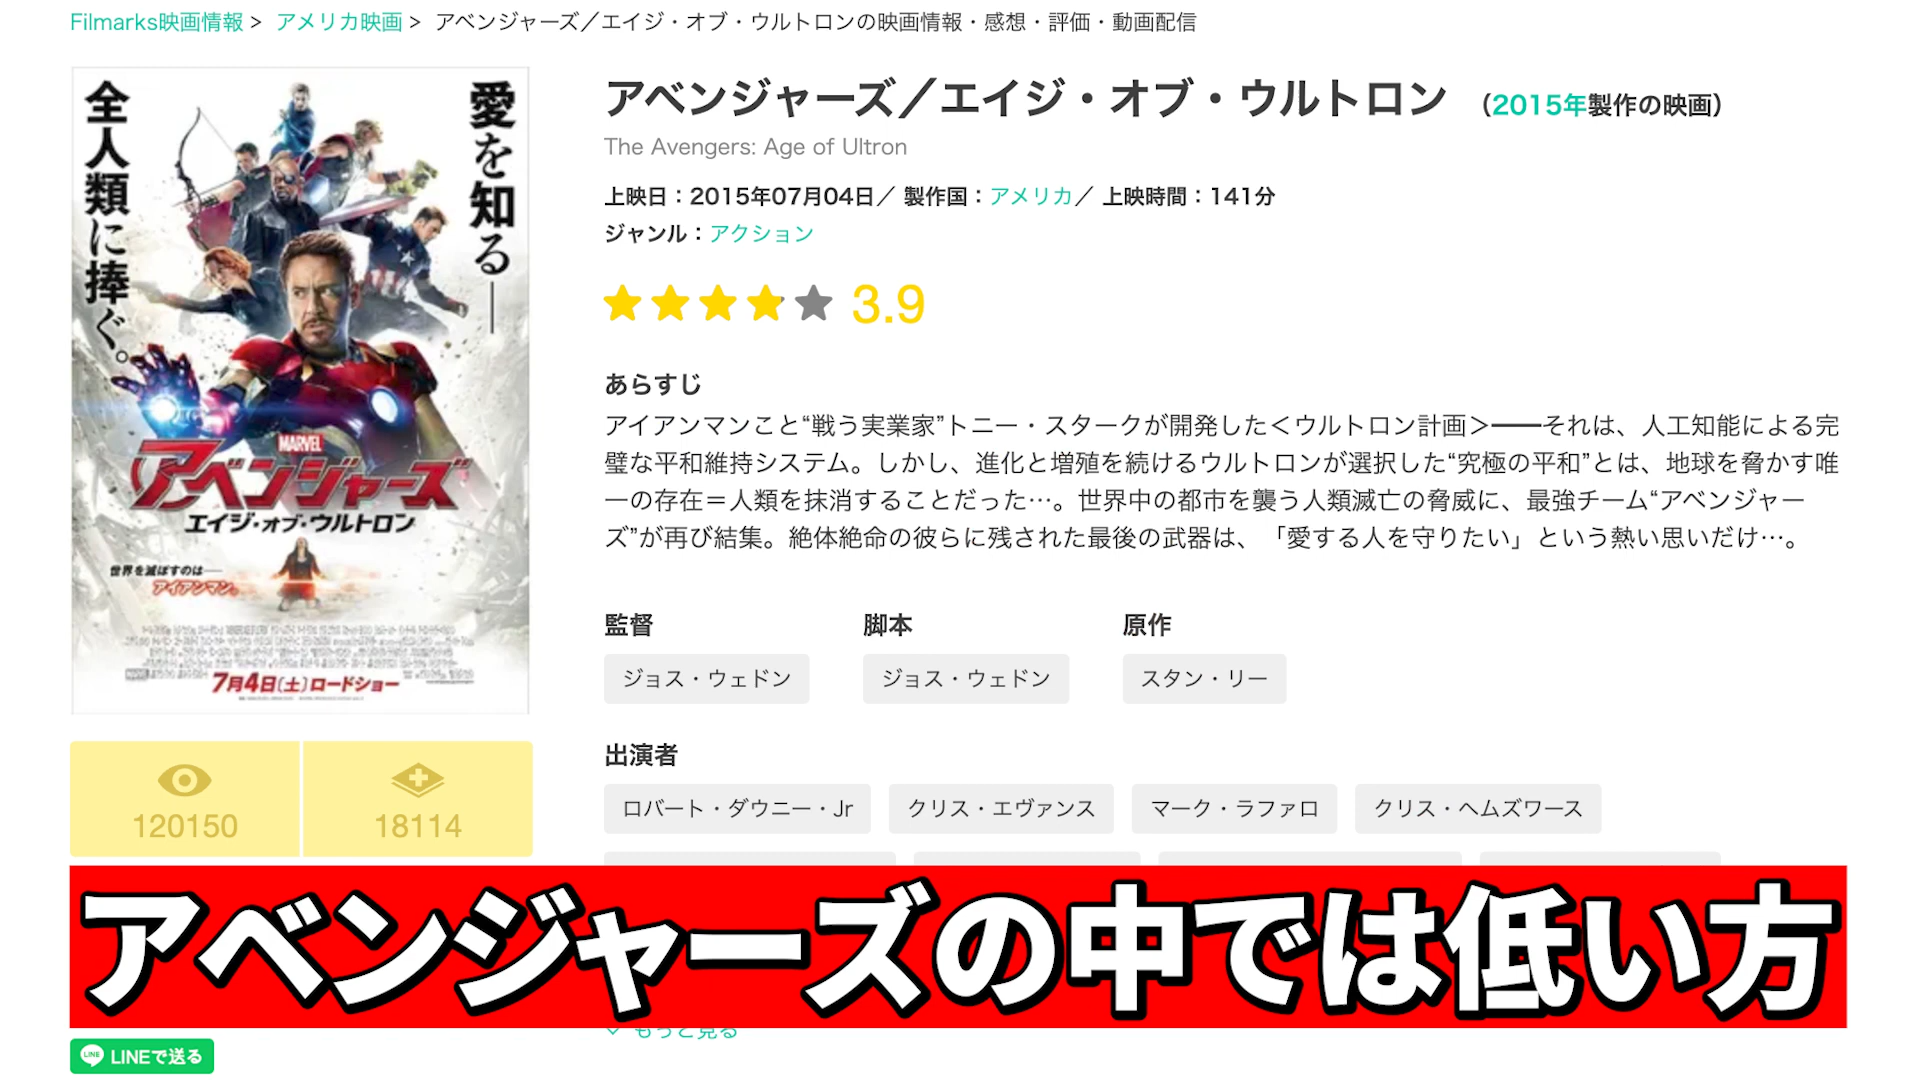 Filmarks映画情報 > アメリカ映画 > アベンジャーズ／エイジ・オブ・ウルトロンの映画情報・感想・評価・動画配信
全人類に捧ぐ。
愛を知る—
MARVEL
アベンジャーズ
エイジ・オブ・ウルトロン
世界を滅ぼすのは—
アイアンマン。
7月4日(土)ロードショー
アベンジャーズ／エイジ・オブ・ウルトロン （2015年製作の映画）
The Avengers: Age of Ultron
上映日：2015年07月04日／ 製作国：アメリカ／ 上映時間：141分
ジャンル：アクション
3.9
あらすじ
アイアンマンこと“戦う実業家”トニー・スタークが開発した＜ウルトロン計画＞━━それは、人工知能による完
璧な平和維持システム。しかし、進化と増殖を続けるウルトロンが選択した“究極の平和”とは、地球を脅かす唯
一の存在＝人類を抹消することだった…。世界中の都市を襲う人類滅亡の脅威に、最強チーム“アベンジャー
ズ”が再び結集。絶体絶命の彼らに残された最後の武器は、「愛する人を守りたい」という熱い思いだけ…。
監督 脚本 原作
ジョス・ウェドン ジョス・ウェドン スタン・リー
出演者
ロバート・ダウニー・Jr クリス・エヴァンス マーク・ラファロ クリス・ヘムズワース
120150 18114
アベンジャーズの中では低い方
もっと見る
LINE LINEで送る